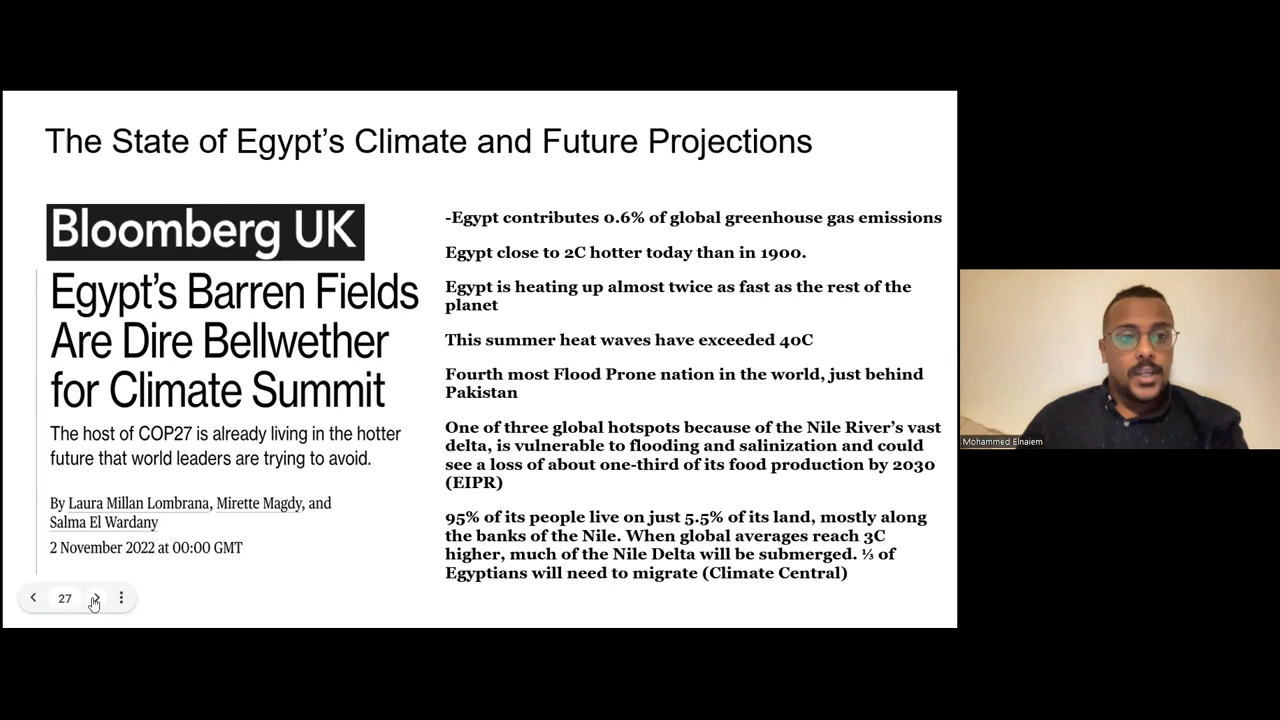 The State of Egypt’s Climate and Future Projections
Bloomberg UK
Egypt’s Barren Fields
Are Dire Bellwether
for Climate Summit
The host of COP27 is already living in the hotter
future that world leaders are trying to avoid.
By Laura Millan Lombrana, Mirette Magdy, and
Salma El Wardany
2 November 2022 at 00:00 GMT
-Egypt contributes 0.6% of global greenhouse gas emissions
Egypt close to 2C hotter today than in 1900.
Egypt is heating up almost twice as fast as the rest of the
planet
This summer heat waves have exceeded 40C
Fourth most Flood Prone nation in the world, just behind
Pakistan
One of three global hotspots because of the Nile River’s vast
delta, is vulnerable to flooding and salinization and could
see a loss of about one-third of its food production by 2030
(EIPR)
95% of its people live on just 5.5% of its land, mostly along
the banks of the Nile. When global averages reach 3C
higher, much of the Nile Delta will be submerged. ⅓ of
Egyptians will need to migrate (Climate Central)
27
Mohammed Elnaiem